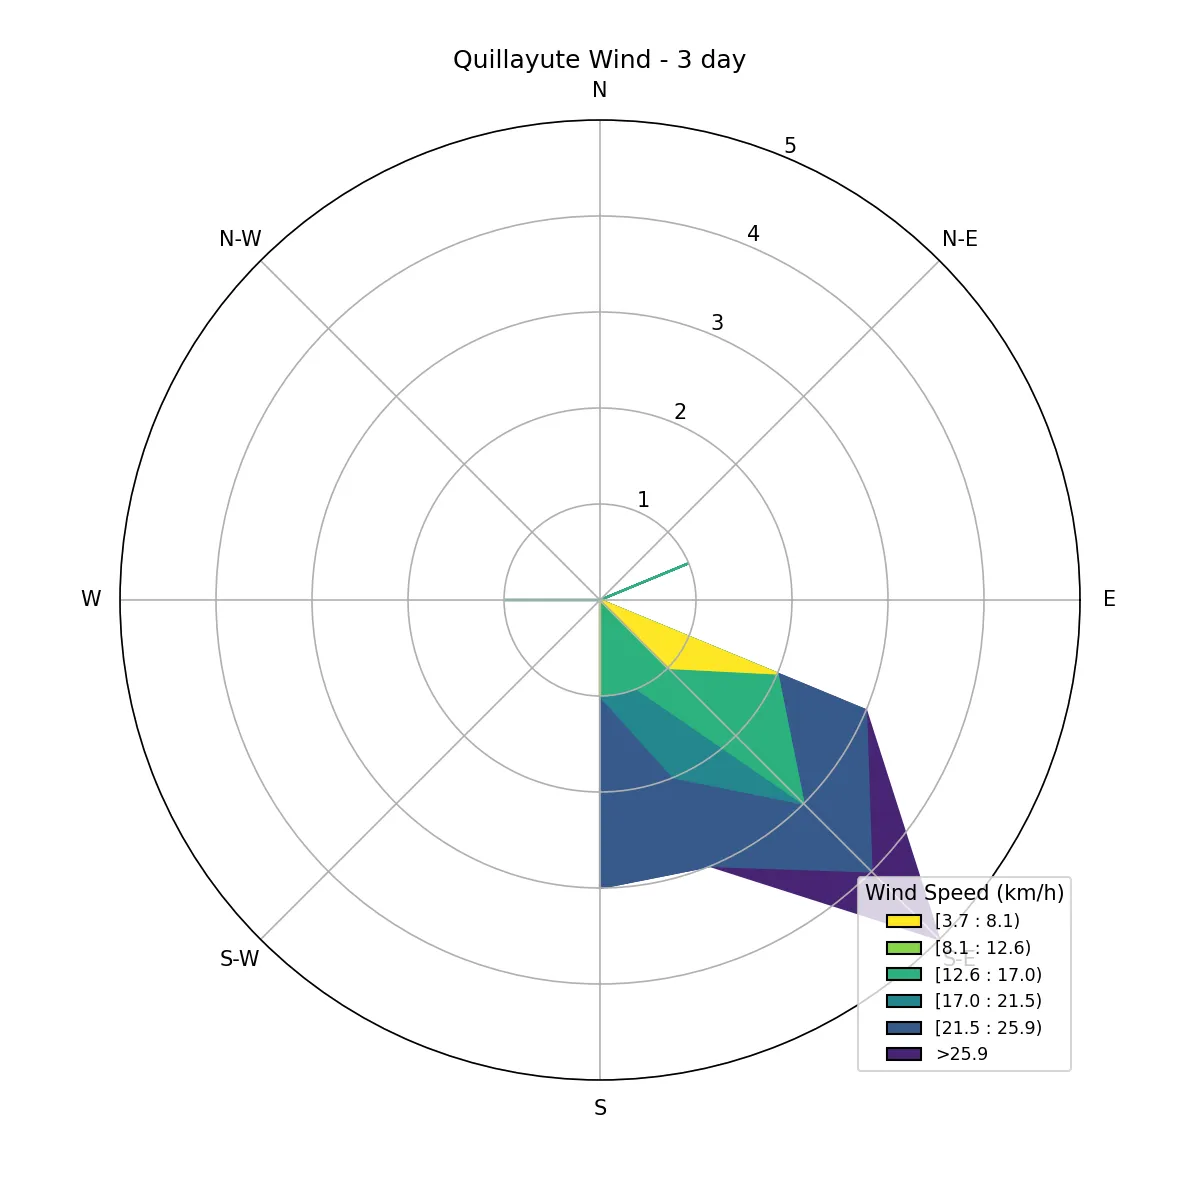 Quillayute Wind - 3 day
N
5
N-W
4
N-E
3
2
1
W
E
Wind Speed (km/h)
[3.7 : 8.1)
[8.1 : 12.6)
S-W
S-E
[12.6 : 17.0)
[17.0 : 21.5)
[21.5 : 25.9)
>25.9
S